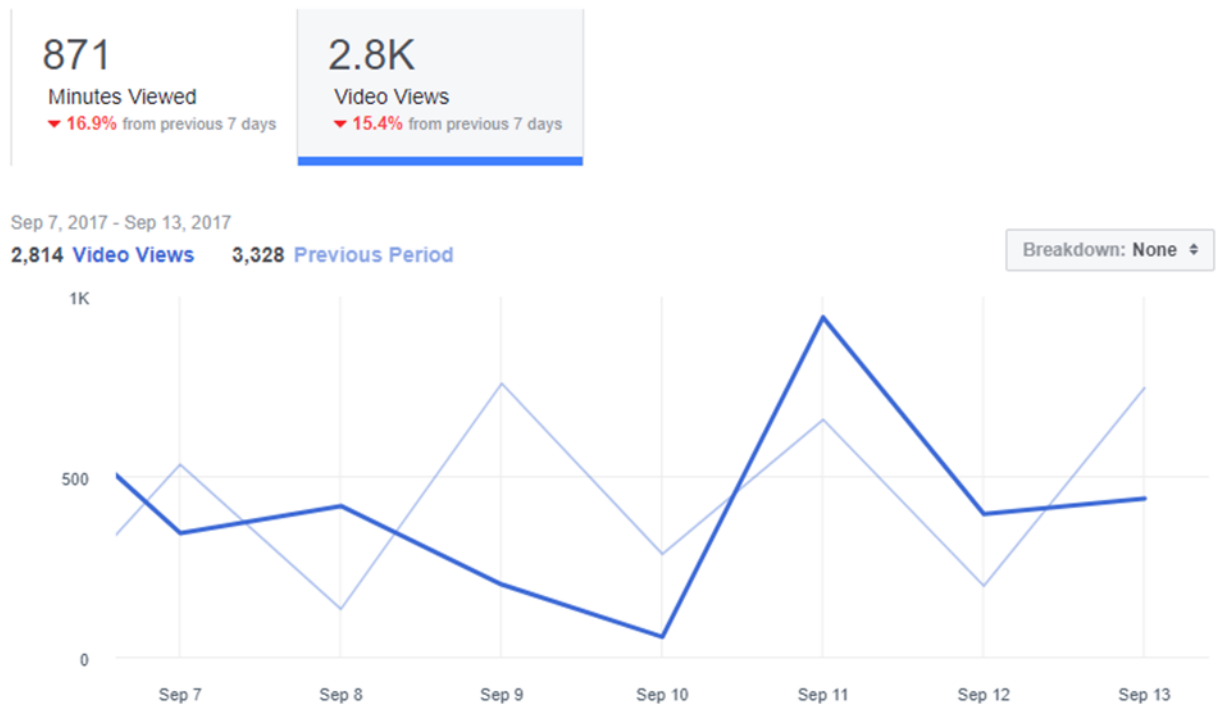 871
Minutes Viewed
16.9% from previous 7 days
2.8K
Video Views
15.4% from previous 7 days
Sep 7, 2017 - Sep 13, 2017
2,814 Video Views 3,328 Previous Period
Breakdown: None
1K
500
0
Sep 7 Sep 8 Sep 9 Sep 10 Sep 11 Sep 12 Sep 13